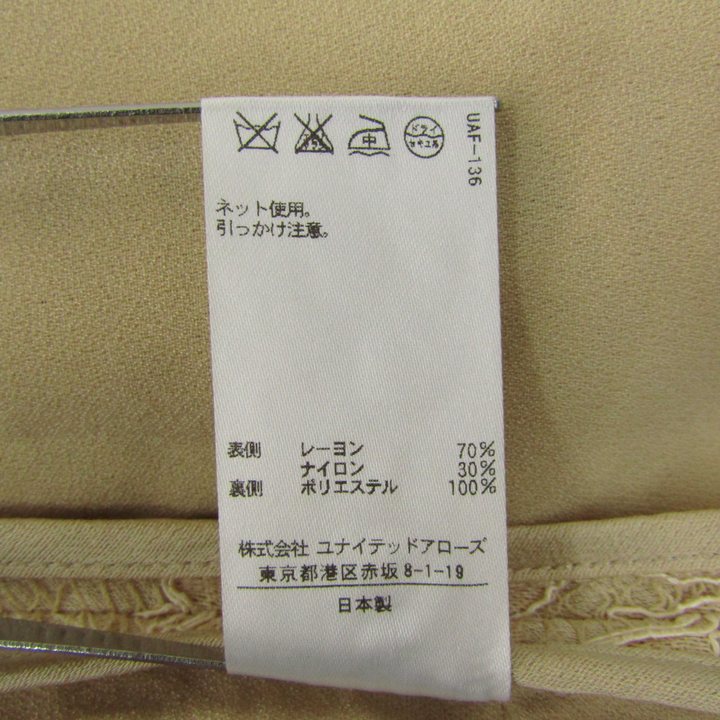 中
ドライ
セキユ系
UAF-136
ネット使用。
引っかけ注意。
表側 レーヨン 70%
ナイロン 30%
裏側 ポリエステル 100%
株式会社 ユナイテッドアローズ
東京都港区赤坂8-1-19
日本製